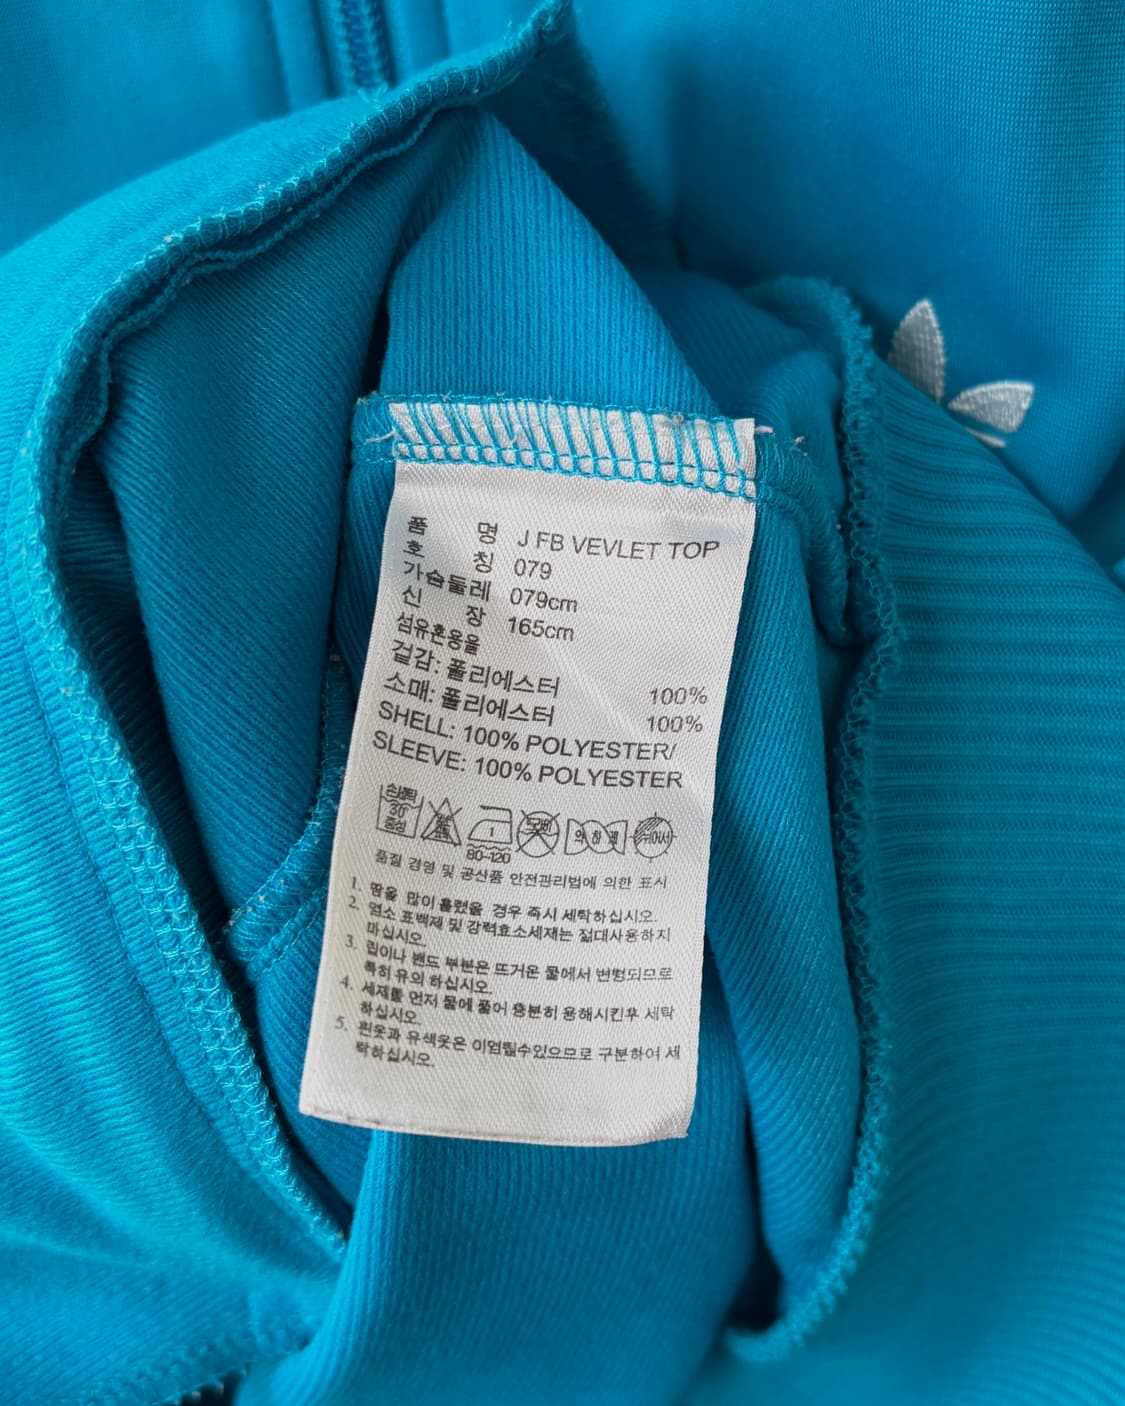 품 명 J FB VEVLET TOP
호 칭 079
가슴둘레 079cm
신 장 165cm
섬유혼용율
겉감: 폴리에스터 100%
소매: 폴리에스터 100%
SHELL: 100% POLYESTER/
SLEEVE: 100% POLYESTER
손세탁
30°
중성
80-120
품질 경영 및 공산품 안전관리법에 의한 표시
1. 땀을 많이 흘렸을 경우 즉시 세탁하십시오.
2. 염소 표백제 및 강력효소세제는 절대사용하지
마십시오.
3. 립이나 밴드 부분은 뜨거운 물에서 변형되므로
특히 유의 하십시오.
4. 세제를 먼저 물에 풀어 충분히 용해시킨후 세탁
하십시오.
5. 흰옷과 유색옷은 이염될수있으므로 구분하여 세
탁하십시오.